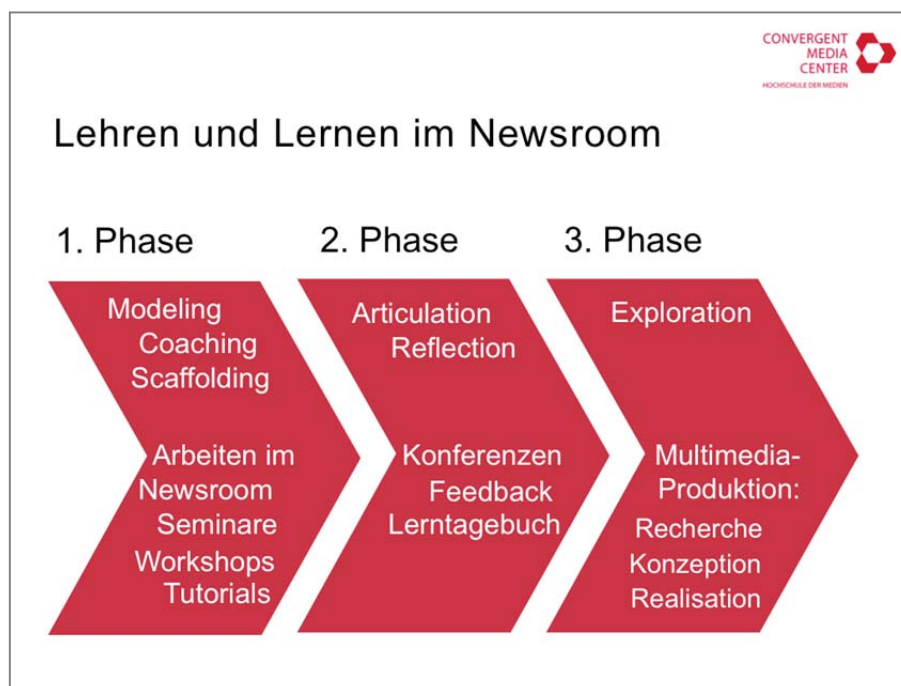 CONVERGENT
MEDIA
CENTER
HOCHSCHULE DER MEDIEN
Lehren und Lernen im Newsroom
1. Phase
Modeling
Coaching
Scaffolding
Arbeiten im
Newsroom
Seminare
Workshops
Tutorials
2. Phase
Articulation
Reflection
Konferenzen
Feedback
Lerntagebuch
3. Phase
Exploration
Multimedia-
Produktion:
Recherche
Konzeption
Realisation